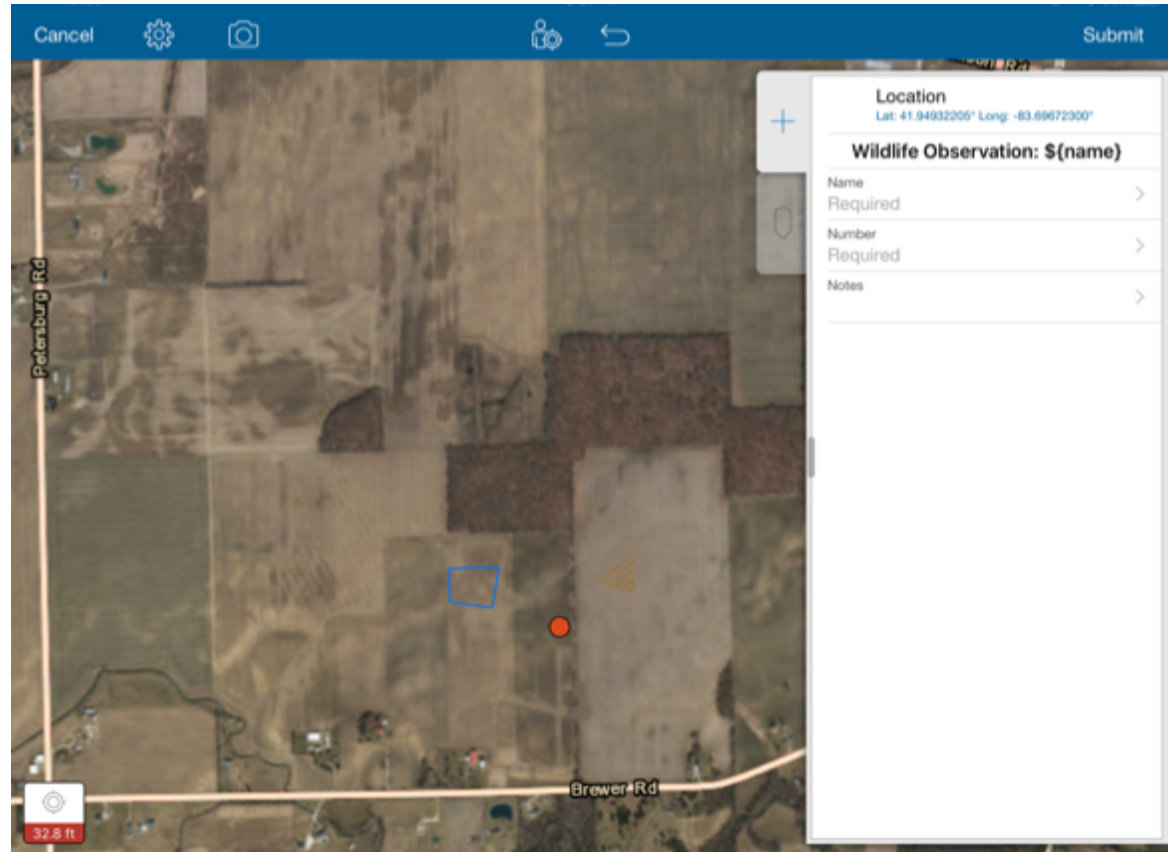 Cancel
Submit
Rd
Location
Lat: 41.94932205° Long: -83.69672300°
Wildlife Observation: ${name}
Name
Required
Number
Required
Notes
Petersburg Rd
Brewer Rd
32.8 ft